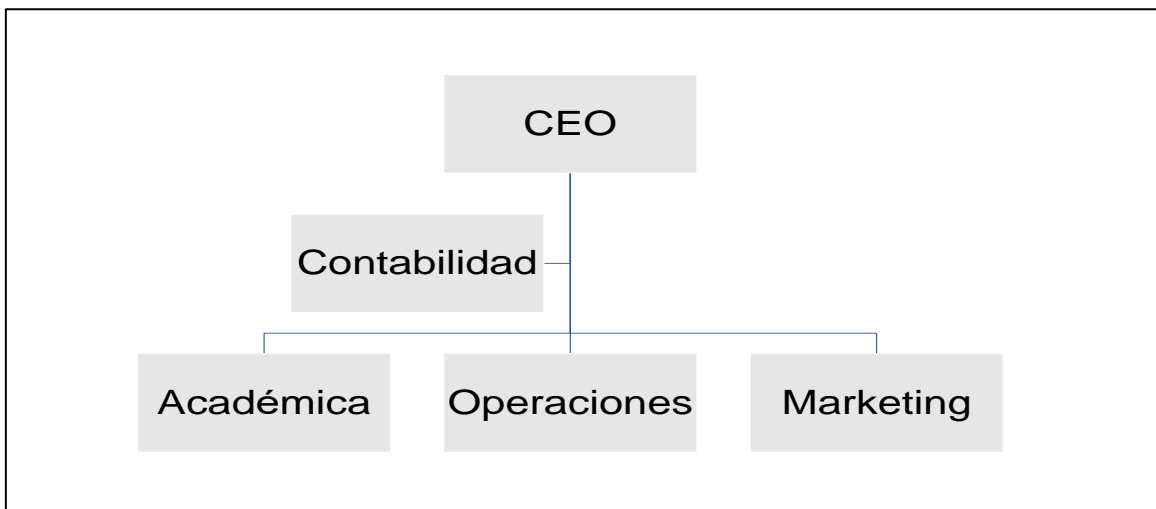 CEO
Contabilidad
Académica
Operaciones
Marketing